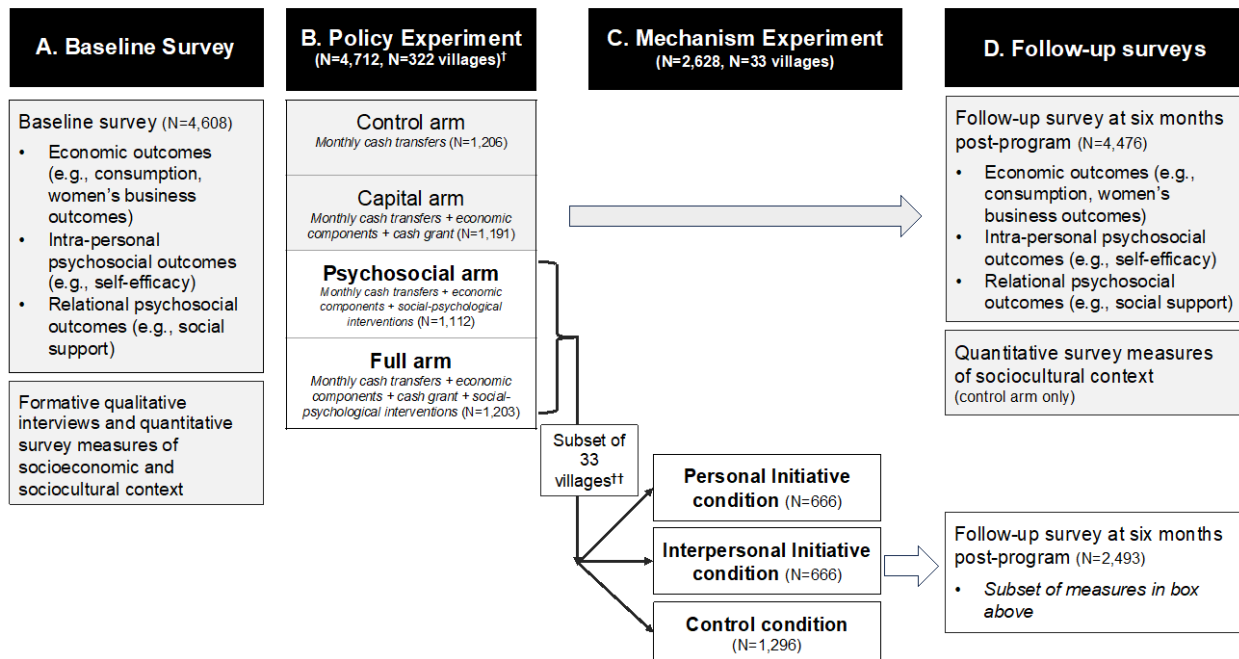 A. Baseline Survey
Baseline survey (N=4,608)
• Economic outcomes
(e.g., consumption,
women's business
outcomes)
• Intra-personal
psychosocial outcomes
(e.g., self-efficacy)
• Relational psychosocial
outcomes (e.g., social
support)
Formative qualitative
interviews and quantitative
survey measures of
socioeconomic and
sociocultural context
B. Policy Experiment
(N=4,712, N=322 villages)†
Control arm
Monthly cash transfers (N=1,206)
Capital arm
Monthly cash transfers + economic
components + cash grant (N=1,191)
Psychosocial arm
Monthly cash transfers + economic
components + social-psychological
interventions (N=1,112)
Full arm
Monthly cash transfers + economic
components + cash grant + social-
psychological interventions (N=1,203)
C. Mechanism Experiment
(N=2,628, N=33 villages)
Subset of
33
villages††
Personal Initiative
condition (N=666)
Interpersonal Initiative
condition (N=666)
Control condition
(N=1,296)
D. Follow-up surveys
Follow-up survey at six months
post-program (N=4,476)
• Economic outcomes (e.g.,
consumption, women's
business outcomes)
• Intra-personal psychosocial
outcomes (e.g., self-efficacy)
• Relational psychosocial
outcomes (e.g., social support)
Quantitative survey measures
of sociocultural context
(control arm only)
Follow-up survey at six months
post-program (N=2,493)
• Subset of measures in box
above